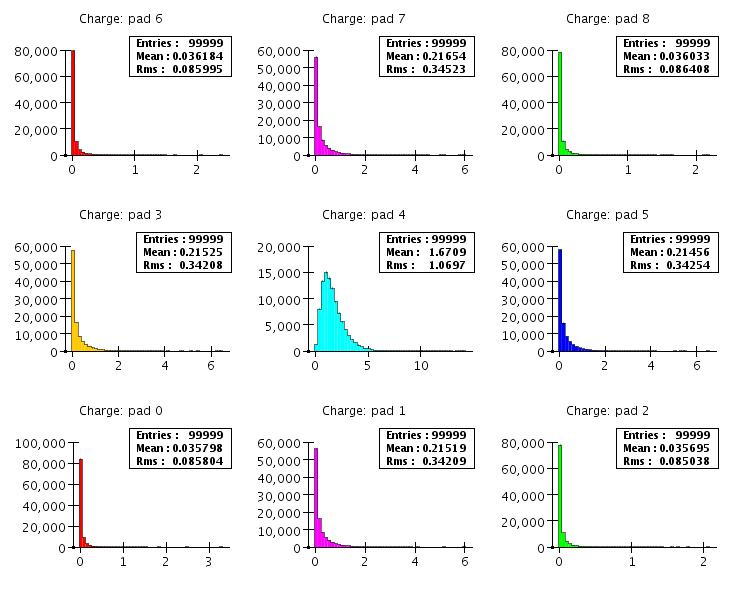 Charge: pad 6
Entries : 99999
Mean : 0.036184
Rms : 0.085995
80,000
60,000
40,000
20,000
0
0 1 2
Charge: pad 7
Entries : 99999
Mean : 0.21654
Rms : 0.34523
60,000
50,000
40,000
30,000
20,000
10,000
0
0 2 4 6
Charge: pad 8
Entries : 99999
Mean : 0.036033
Rms : 0.086408
80,000
60,000
40,000
20,000
0
0 1 2
Charge: pad 3
Entries : 99999
Mean : 0.21525
Rms : 0.34208
60,000
50,000
40,000
30,000
20,000
10,000
0
0 2 4 6
Charge: pad 4
Entries : 99999
Mean : 1.6709
Rms : 1.0697
20,000
15,000
10,000
5,000
0
0 5 10
Charge: pad 5
Entries : 99999
Mean : 0.21456
Rms : 0.34254
60,000
50,000
40,000
30,000
20,000
10,000
0
0 2 4 6
Charge: pad 0
Entries : 99999
Mean : 0.035798
Rms : 0.085804
100,000
80,000
60,000
40,000
20,000
0
0 1 2 3
Charge: pad 1
Entries : 99999
Mean : 0.21519
Rms : 0.34209
60,000
50,000
40,000
30,000
20,000
10,000
0
0 2 4 6
Charge: pad 2
Entries : 99999
Mean : 0.035695
Rms : 0.085038
80,000
60,000
40,000
20,000
0
0 1 2